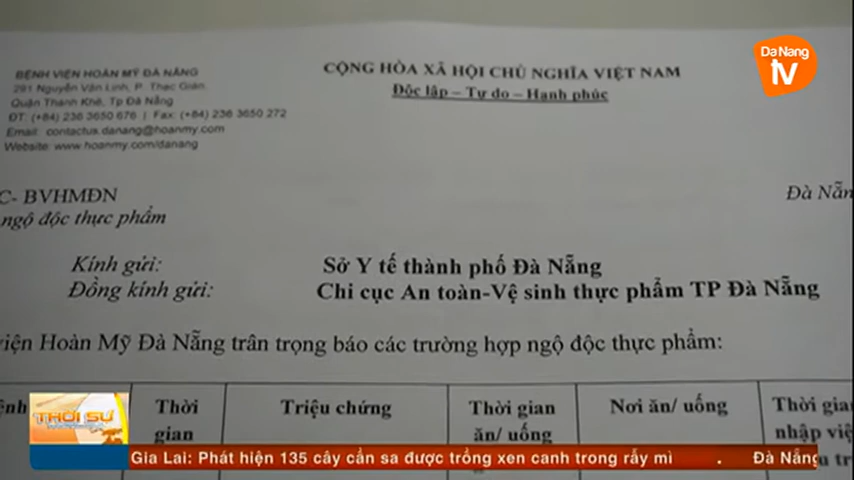 BỆNH VIỆN HOÀN MỸ ĐÀ NẴNG
291 Nguyễn Văn Linh, P. Thạc Gián,
Quận Thanh Khê, Tp Đà Nẵng
ĐT: (+84) 236 3650 676 | Fax: (+84) 236 3650 272
Email: contactus.danang@hoanmy.com
Website: www.hoanmy.com/danang
CỘNG HÒA XÃ HỘI CHỦ NGHĨA VIỆT NAM
Độc lập – Tự do – Hạnh phúc
Da Nang
tv
C- BVHMĐN
Đà Nẵn
ngộ độc thực phẩm
Kính gửi: Sở Y tế thành phố Đà Nẵng
Đồng kính gửi: Chi cục An toàn-Vệ sinh thực phẩm TP Đà Nẵng
viện Hoàn Mỹ Đà Nẵng trân trọng báo các trường hợp ngộ độc thực phẩm:
Thời gian
Triệu chứng
Thời gian ăn/ uống
Nơi ăn/ uống
Thời gia
nhập việ
THỜI SỰ
Gia Lai: Phát hiện 135 cây cần sa được trồng xen canh trong rẫy mì . Đà Nẵng